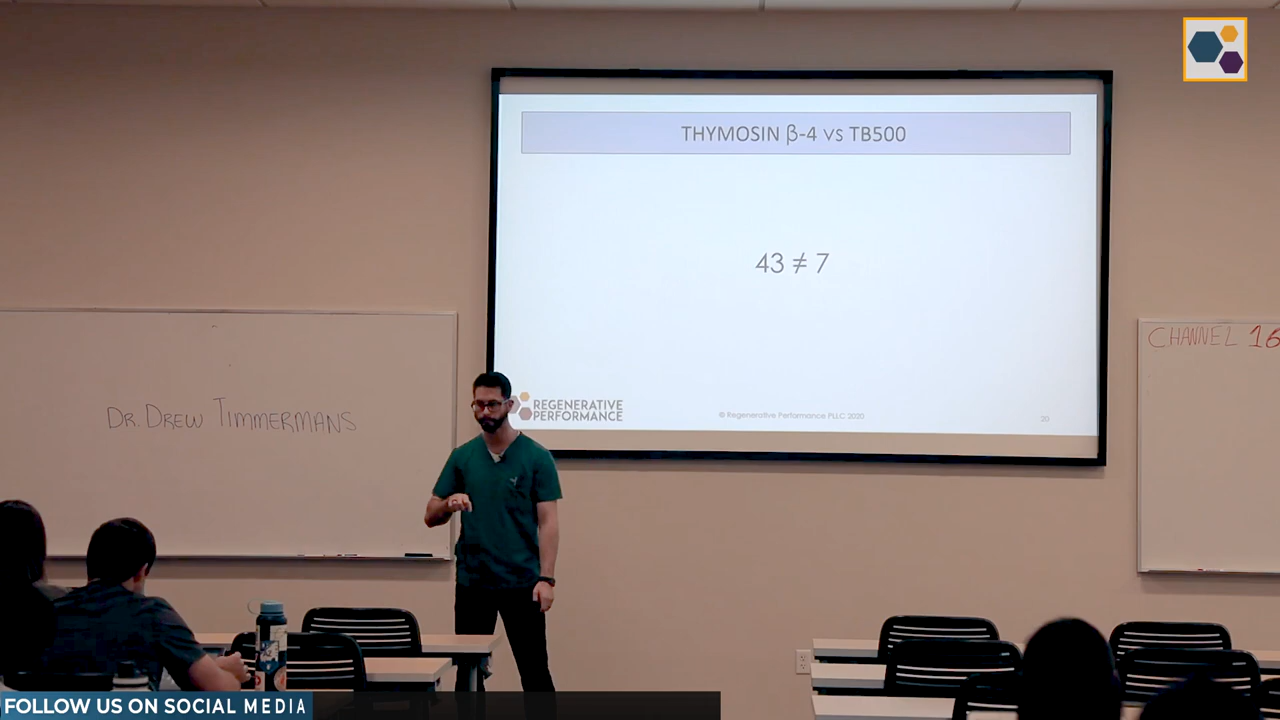 THYMOSIN β-4 vs TB500
43 ≠ 7
REGENERATIVE
PERFORMANCE
© Regenerative Performance PLLC 2020
30
CHANNEL 16
DR. DREW TIMMERMANS
FOLLOW US ON SOCIAL MEDIA